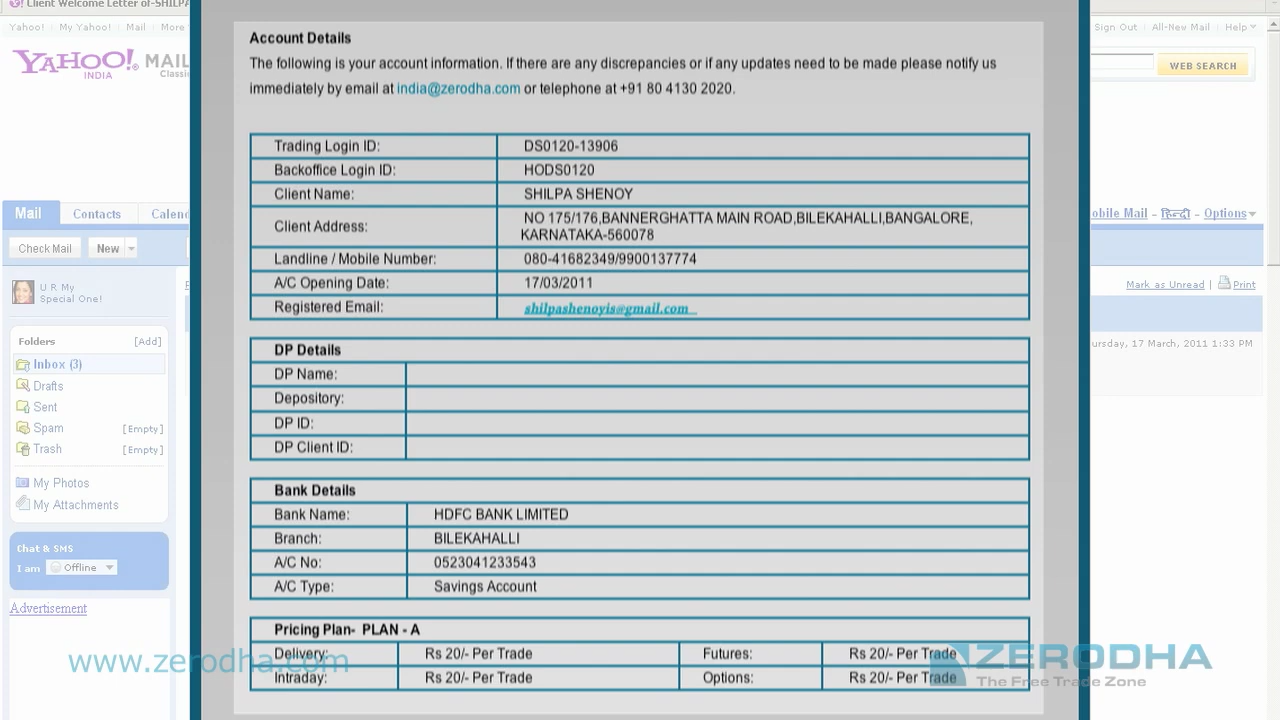 Client Welcome Letter of-SHILPA
Yahoo! My Yahoo! Mail More
Sign Out All-New Mail Help
YAHOO! MAIL
INDIA Classic
WEB SEARCH
Account Details
The following is your account information. If there are any discrepancies or if any updates need to be made please notify us
immediately by email at india@zerodha.com or telephone at +91 80 4130 2020.
Trading Login ID: DS0120-13906
Backoffice Login ID: HODS0120
Client Name: SHILPA SHENOY
Client Address: NO 175/176,BANNERGHATTA MAIN ROAD,BILEKAHALLI,BANGALORE,
KARNATAKA-560078
Landline / Mobile Number: 080-41682349/9900137774
A/C Opening Date: 17/03/2011
Registered Email: shilpashenoyis@gmail.com
Mail Contacts Calend
obile Mail - Options
Check Mail New
Mark as Unread | Print
U R My
Special One!
ursday, 17 March, 2011 1:33 PM
Folders [Add]
Inbox (3)
Drafts
Sent
Spam [Empty]
Trash [Empty]
My Photos
My Attachments
Chat & SMS
I am Offline
Advertisement
DP Details
DP Name:
Depository:
DP ID:
DP Client ID:
Bank Details
Bank Name: HDFC BANK LIMITED
Branch: BILEKAHALLI
A/C No: 0523041233543
A/C Type: Savings Account
Pricing Plan- PLAN - A
Delivery: Rs 20/- Per Trade Futures: Rs 20/- Per Trade
Intraday: Rs 20/- Per Trade Options: Rs 20/- Per Trade
www.zerodha.com
ZERODHA
The Free Trade Zone